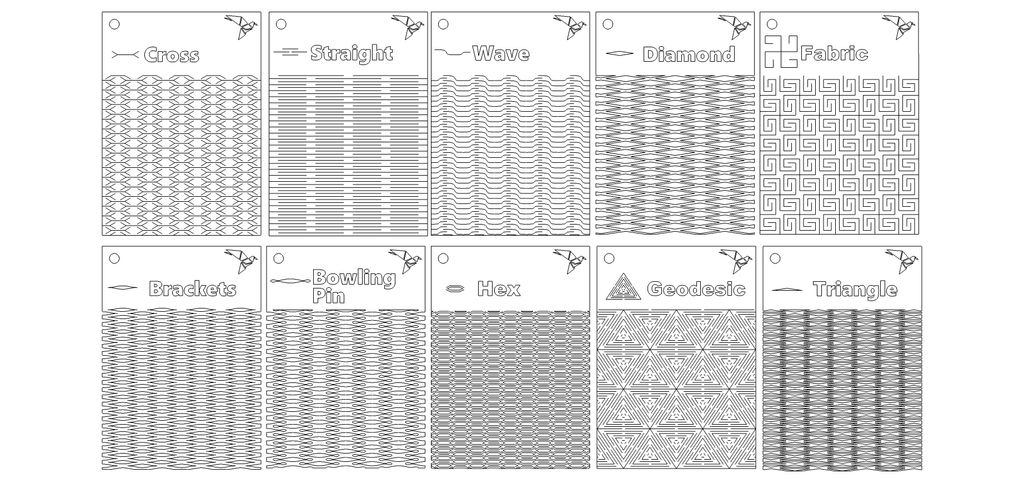 Cross
Straight
Wave
Diamond
Fabric
Brackets
Bowling
Pin
Hex
Geodesic
Triangle